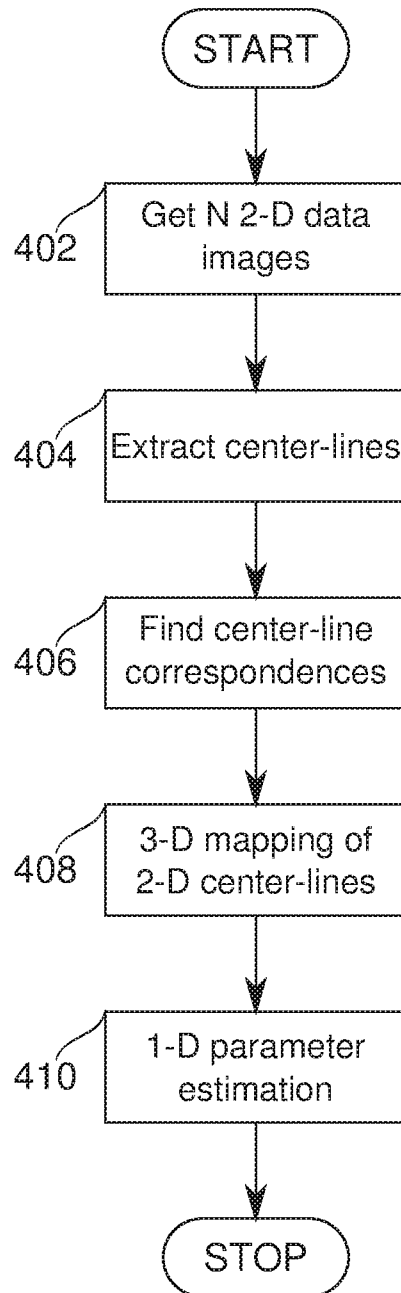 START
402
Get N 2-D data
images
404
Extract center-lines
406
Find center-line
correspondences
408
3-D mapping of
2-D center-lines
410
1-D parameter
estimation
STOP